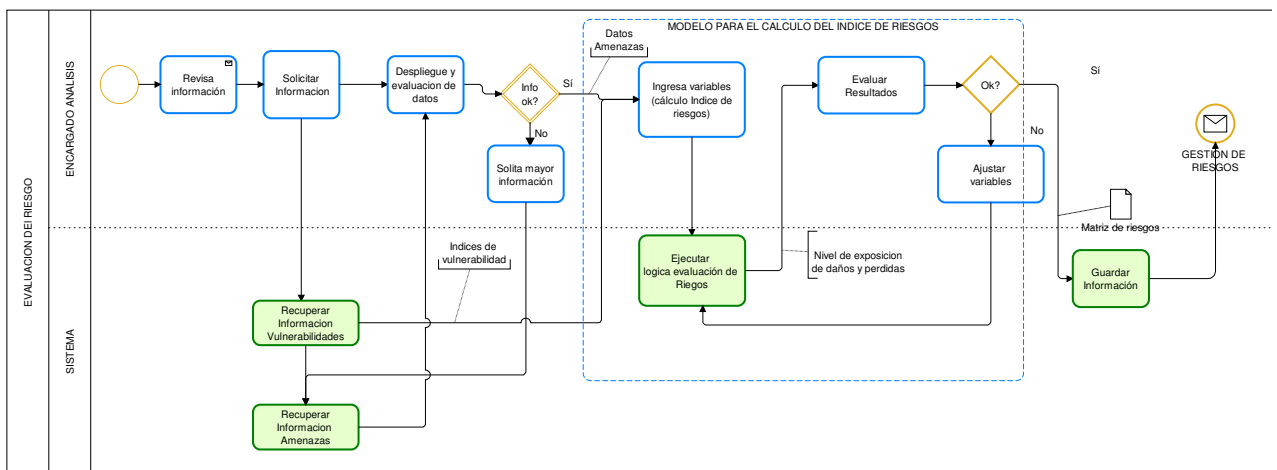 EVALUACION DEl RIESGO
ENCARGADO ANALISIS
SISTEMA
MODELO PARA EL CALCULO DEL INDICE DE RIESGOS
Revisa
información
Solicitar
Informacion
Despliegue y
evaluacion de
datos
Info
ok?
Sí
No
Datos
Amenazas
Solita mayor
información
Ingresa variables
(cálculo Indice de
riesgos)
Evaluar
Resultados
Ok?
Sí
No
Ajustar
variables
GESTION DE
RIESGOS
Matriz de riesgos
Indices de
vulnerabilidad
Ejecutar
logica evaluación de
Riegos
Nivel de exposicion
de daños y perdidas
Guardar
Información
Recuperar
Informacion
Vulnerabilidades
Recuperar
Informacion
Amenazas